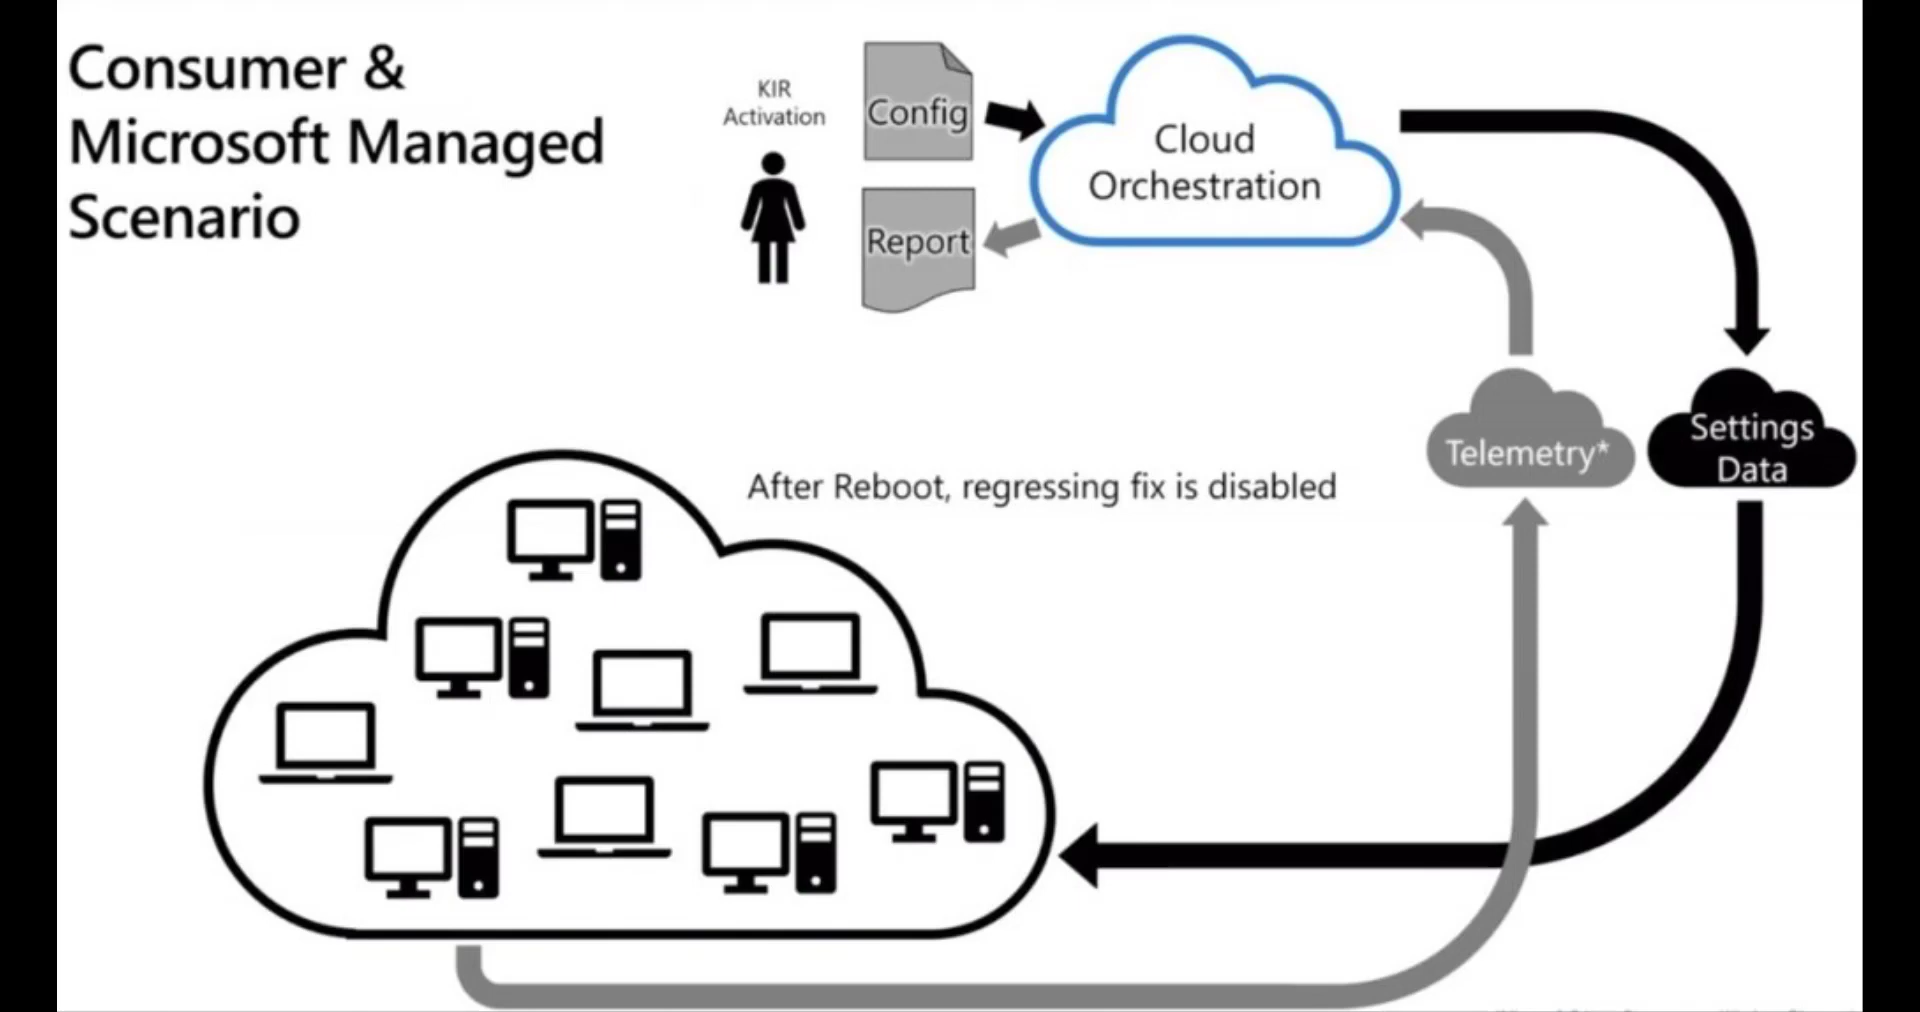 Consumer &
Microsoft Managed
Scenario
KIR
Activation
Config
Report
Cloud
Orchestration
Telemetry*
Settings
Data
After Reboot, regressing fix is disabled